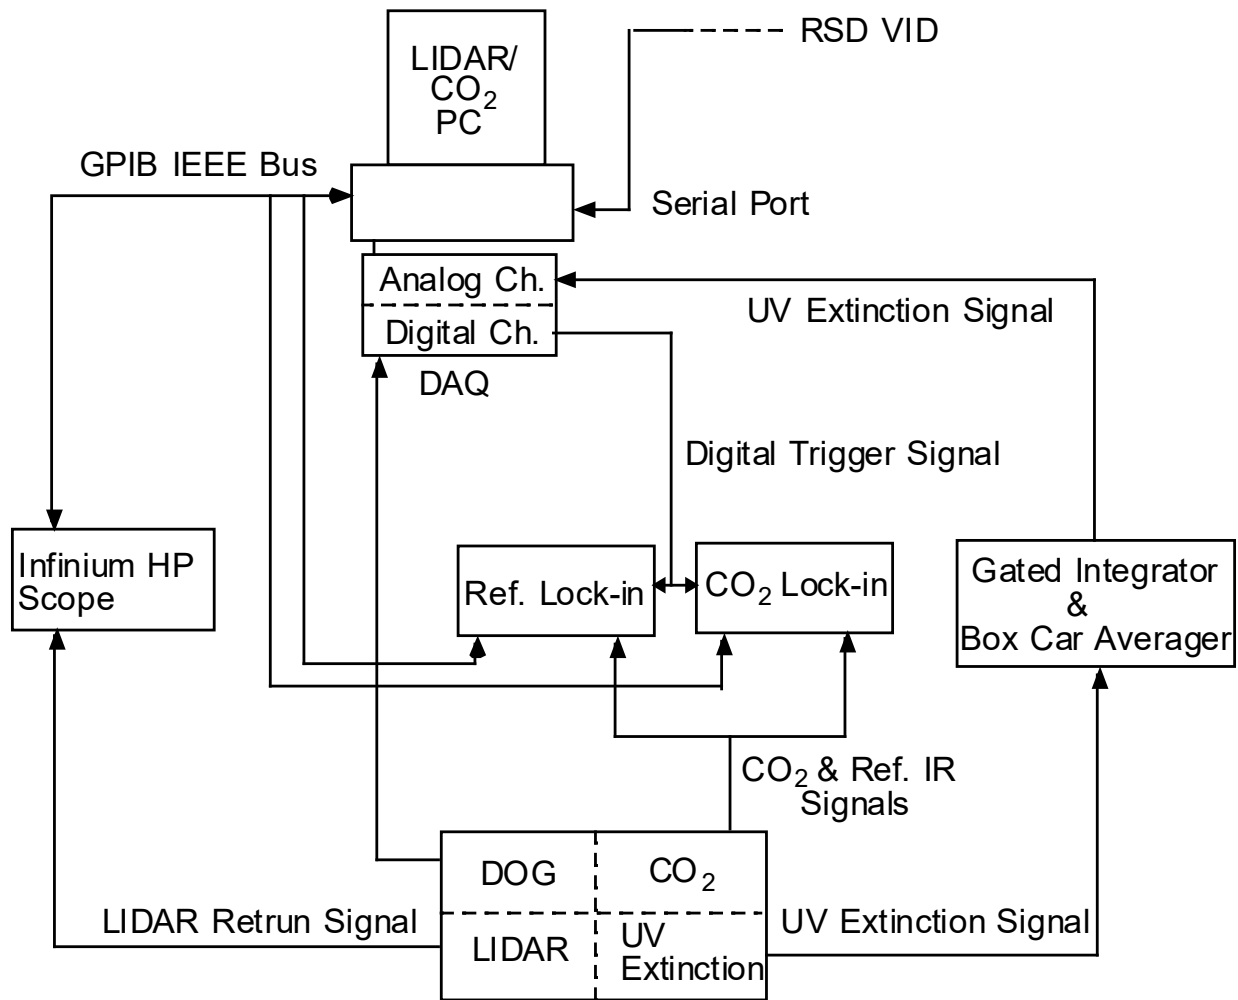 RSD VID
LIDAR/
CO2
PC
GPIB IEEE Bus
Serial Port
Analog Ch.
Digital Ch.
UV Extinction Signal
DAQ
Digital Trigger Signal
Infinium HP
Scope
Ref. Lock-in
CO2 Lock-in
Gated Integrator
&
Box Car Averager
CO2 & Ref. IR
Signals
DOG
CO2
LIDAR Retrun Signal
LIDAR
UV
Extinction
UV Extinction Signal